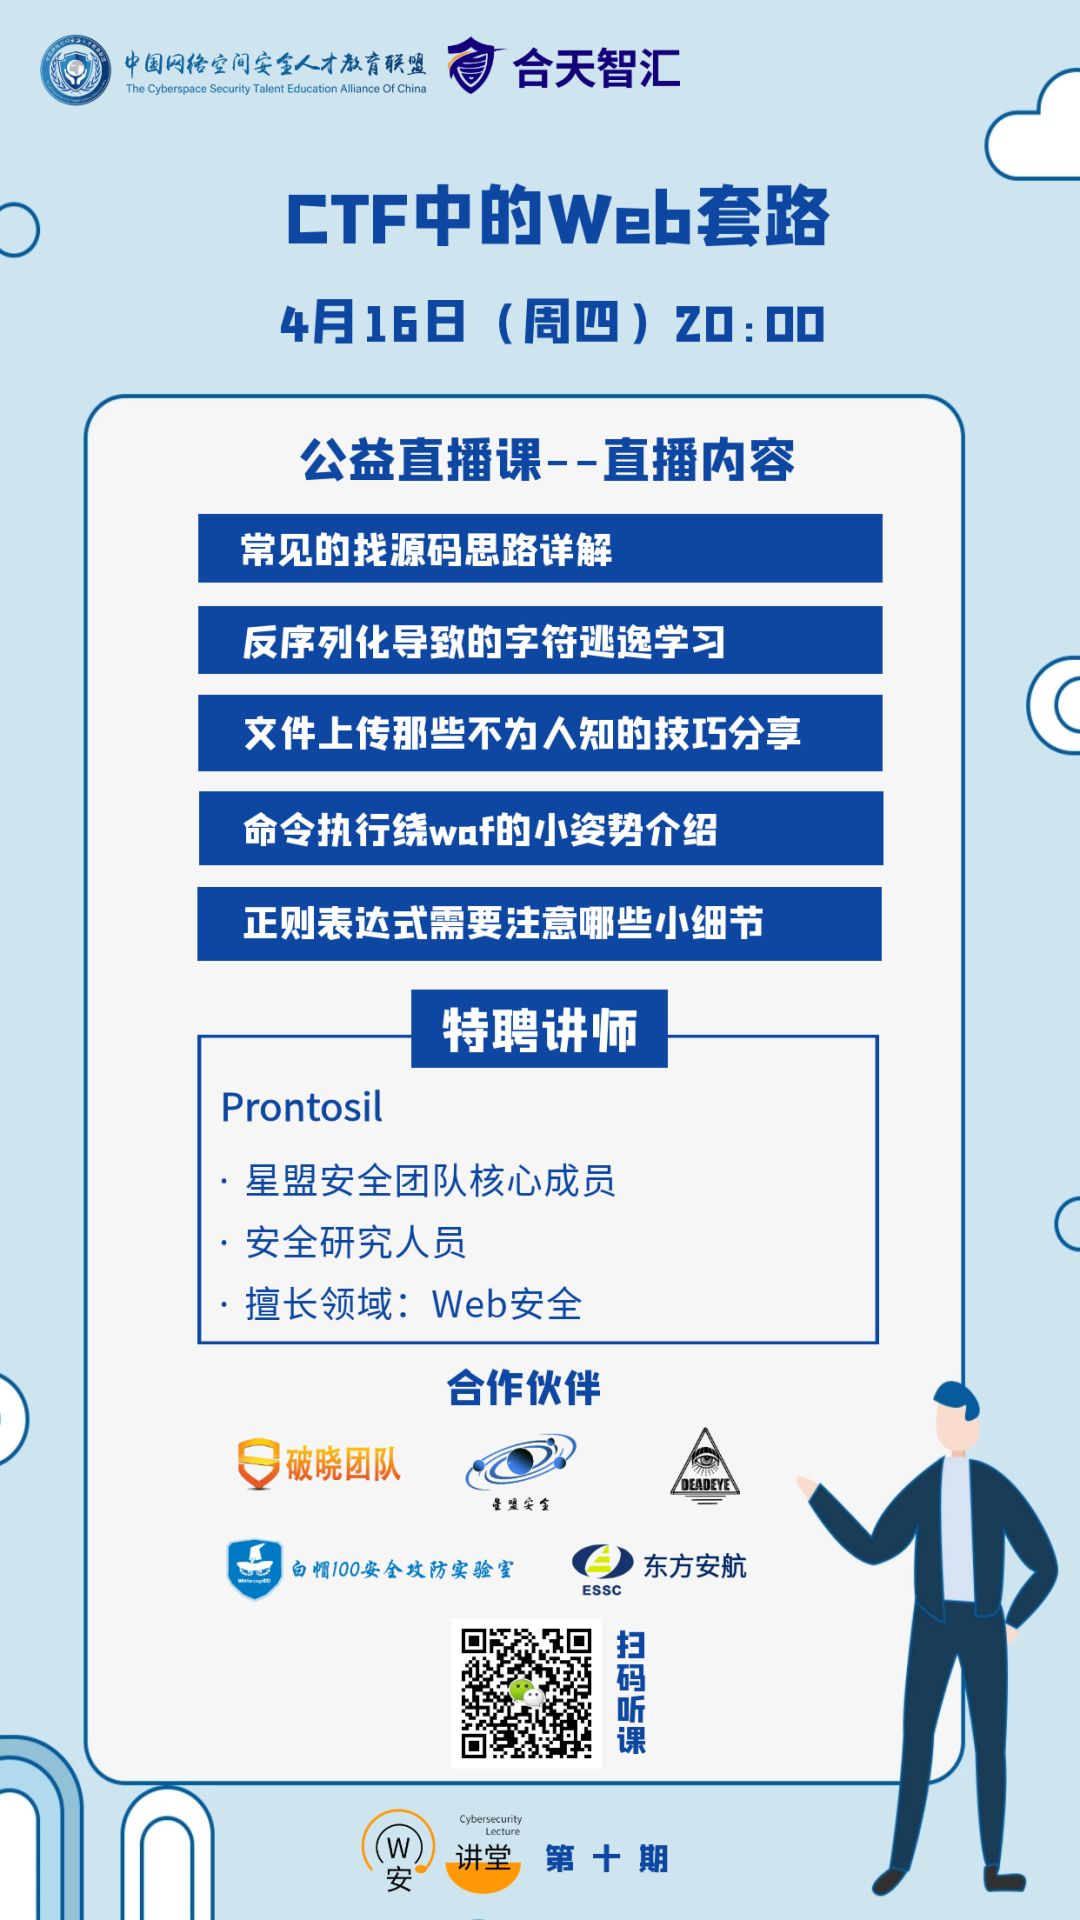 中国网络空间安全人才教育联盟
The Cyberspace Security Talent Education Alliance Of China
合天智汇
CTF中的Web套路
4月16日（周四）20:00
公益直播课--直播内容
常见的找源码思路详解
反序列化导致的字符逃逸学习
文件上传那些不为人知的技巧分享
命令执行绕waf的小姿势介绍
正则表达式需要注意哪些小细节
特聘讲师
Prontosil
· 星盟安全团队核心成员
· 安全研究人员
· 擅长领域：Web安全
合作伙伴
破晓团队
星盟安全
DEADEYE
白帽100安全攻防实验室
ESSC
东方安航
扫码听课
W安
Cybersecurity
Lecture
讲堂
第十期